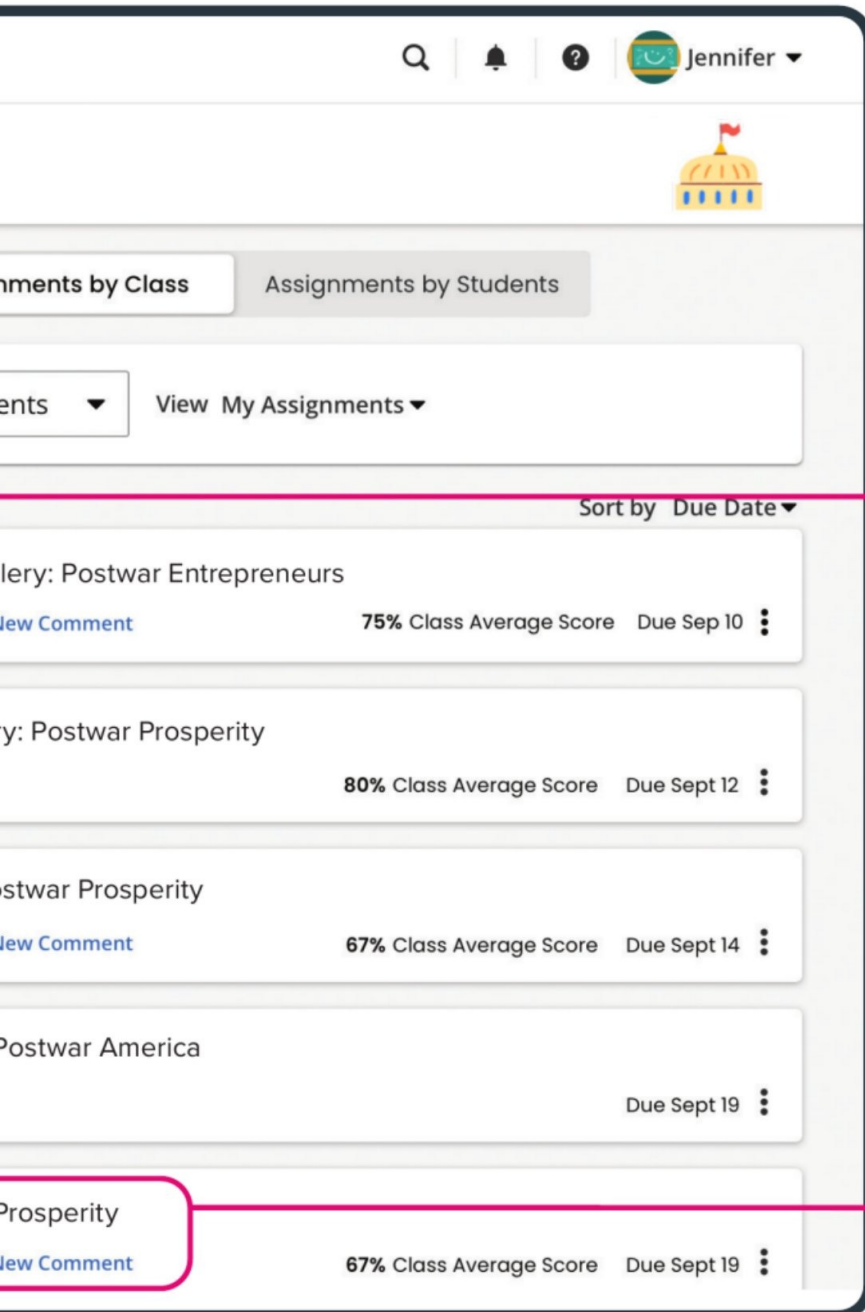 Jennifer
nments by Class
Assignments by Students
ents
View My Assignments
Sort by Due Date
lery: Postwar Entrepreneurs
New Comment 75% Class Average Score Due Sep 10
ry: Postwar Prosperity
80% Class Average Score Due Sept 12
ostwar Prosperity
New Comment 67% Class Average Score Due Sept 14
Postwar America
Due Sept 19
Prosperity
New Comment 67% Class Average Score Due Sept 19